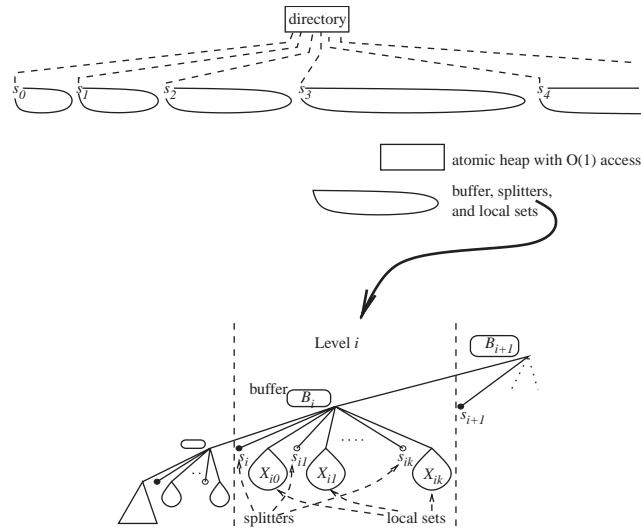 directory
s0 s1 s2 s3 s4
atomic heap with O(1) access
buffer, splitters,
and local sets
Level i
Bi+1
buffer Bi
si+1
si si1 .... sik
Xi0 Xi1 Xik
splitters local sets